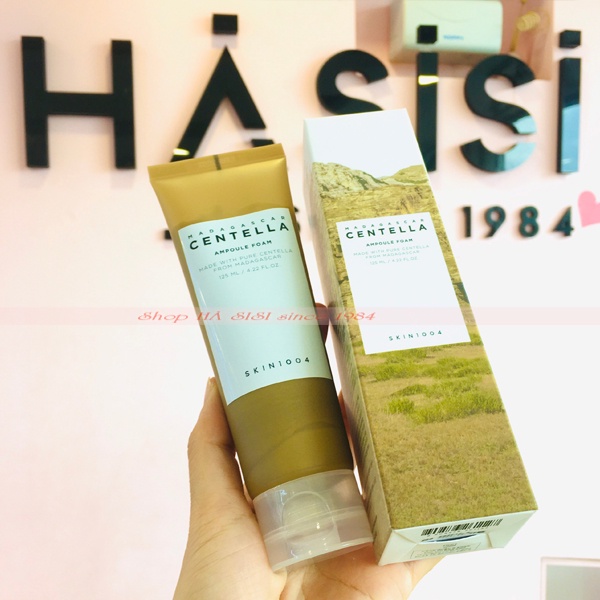 HÀ SISI
1984
MADAGASCAR
CENTELLA
AMPOULE FOAM
MADE WITH PURE CENTELLA
FROM MADAGASCAR
125 ML / 4.22 FL.OZ.
SKIN1004
MADAGASCAR
CENTELLA
AMPOULE FOAM
MADE WITH PURE CENTELLA
FROM MADAGASCAR
125 ML / 4.22 FL.OZ.
SKIN1004
Shop HÀ SISI since 1984